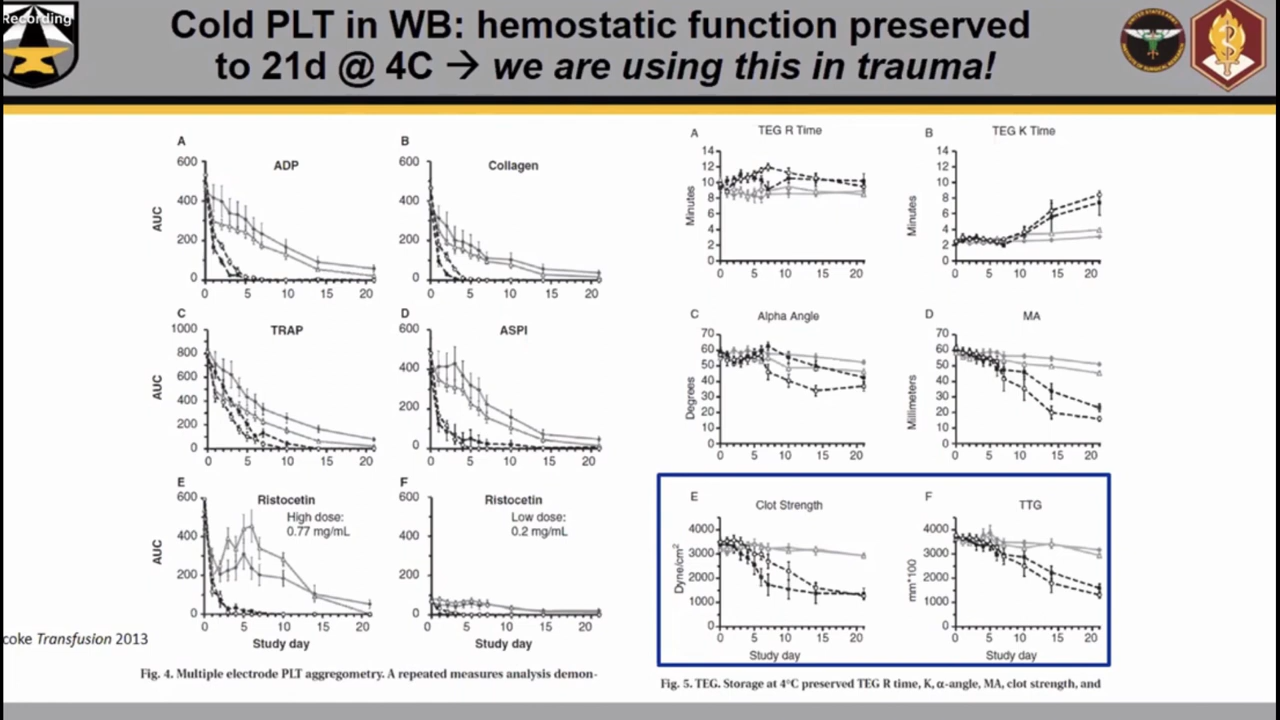 Recording
Cold PLT in WB: hemostatic function preserved
to 21d @ 4C → we are using this in trauma!
A
ADP
600
400
200
0
AUC
0 5 10 15 20
B
Collagen
600
400
200
0
0 5 10 15 20
C
TRAP
1000
800
600
400
200
0
AUC
0 5 10 15 20
D
ASPI
600
400
200
0
0 5 10 15 20
E
Ristocetin
High dose:
0.77 mg/mL
600
400
200
0
AUC
0 5 10 15 20
Study day
F
Ristocetin
Low dose:
0.2 mg/mL
600
400
200
0
0 5 10 15 20
Study day
coke Transfusion 2013
Fig. 4. Multiple electrode PLT aggregometry. A repeated measures analysis demon-
A
TEG R Time
14
12
10
8
6
4
2
0
Minutes
0 5 10 15 20
B
TEG K Time
14
12
10
8
6
4
2
0
Minutes
0 5 10 15 20
C
Alpha Angle
70
60
50
40
30
20
10
0
Degrees
0 5 10 15 20
D
MA
70
60
50
40
30
20
10
0
Millimeters
0 5 10 15 20
E
Clot Strength
4000
3000
2000
1000
0
Dyne/cm²
0 5 10 15 20
Study day
F
TTG
4000
3000
2000
1000
0
mm*100
0 5 10 15 20
Study day
Fig. 5. TEG. Storage at 4°C preserved TEG R time, K, α-angle, MA, clot strength, and